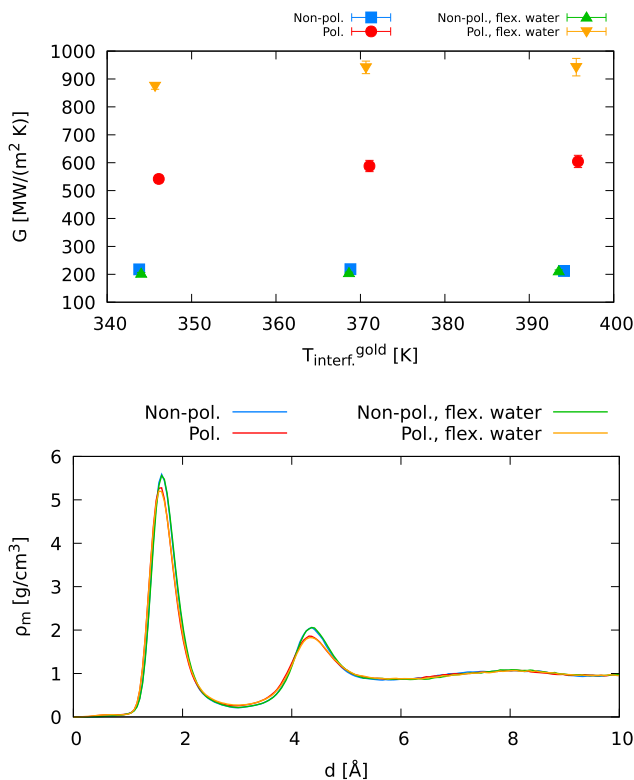 Non-pol. Non-pol., flex. water
Pol. Pol., flex. water
1000
900
800
700
600
500
400
300
200
100
G [MW/(m² K)]
340 350 360 370 380 390 400
T_interf.^gold [K]
Non-pol. Non-pol., flex. water
Pol. Pol., flex. water
6
5
4
3
2
1
0
ρₘ [g/cm³]
0 2 4 6 8 10
d [Å]